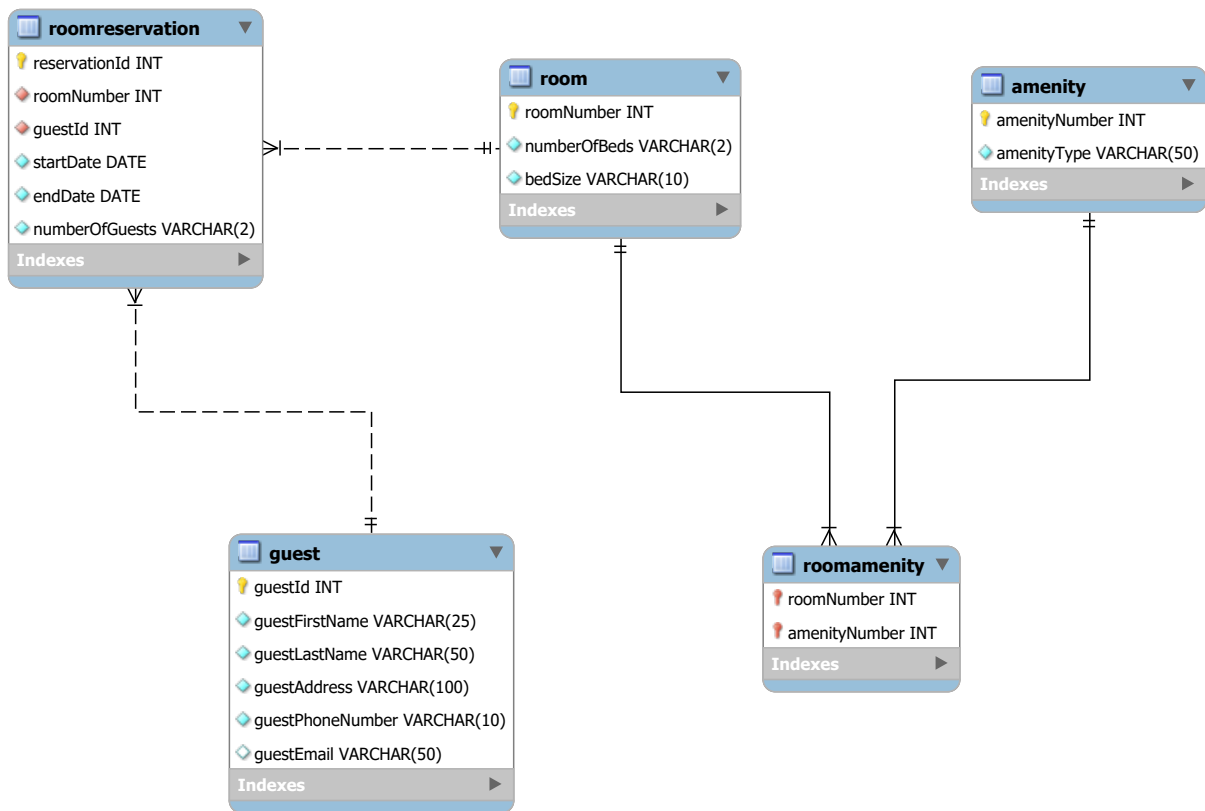 roomreservation
reservationId INT
roomNumber INT
guestId INT
startDate DATE
endDate DATE
numberOfGuests VARCHAR(2)
Indexes
room
roomNumber INT
numberOfBeds VARCHAR(2)
bedSize VARCHAR(10)
Indexes
amenity
amenityNumber INT
amenityType VARCHAR(50)
Indexes
guest
guestId INT
guestFirstName VARCHAR(25)
guestLastName VARCHAR(50)
guestAddress VARCHAR(100)
guestPhoneNumber VARCHAR(10)
guestEmail VARCHAR(50)
Indexes
roomamenity
roomNumber INT
amenityNumber INT
Indexes